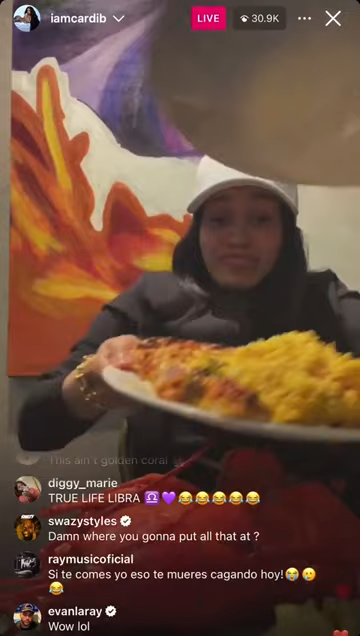 iamcardib
LIVE
30.9K
This ain't golden coral
diggy_marie
TRUE LIFE LIBRA ♎💜😂😂😂😂😂
swazystyles
Damn where you gonna put all that at ?
raymusicoficial
Si te comes yo eso te mueres cagando hoy!😭🥲
😂
evanlaray
Wow lol